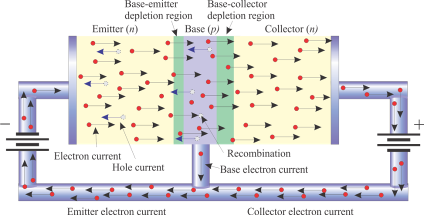 Base-emitter
depletion region
Base-collector
depletion region
Emitter (n)
Base (p)
Collector (n)
−
+
Electron current
Hole current
Recombination
Base electron current
Emitter electron current
Collector electron current